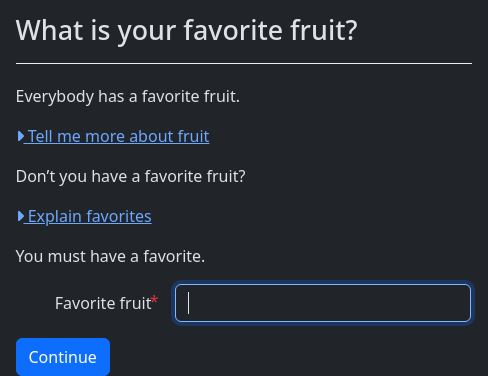 What is your favorite fruit?
Everybody has a favorite fruit.
Tell me more about fruit
Don’t you have a favorite fruit?
Explain favorites
You must have a favorite.
Favorite fruit*
Continue